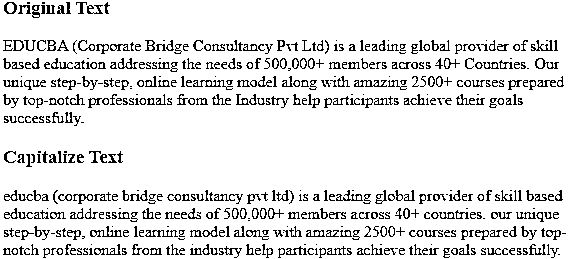 Original Text
EDUCBA (Corporate Bridge Consultancy Pvt Ltd) is a leading global provider of skill
based education addressing the needs of 500,000+ members across 40+ Countries. Our
unique step-by-step, online learning model along with amazing 2500+ courses prepared
by top-notch professionals from the Industry help participants achieve their goals
successfully.
Capitalize Text
educba (corporate bridge consultancy pvt ltd) is a leading global provider of skill based
education addressing the needs of 500,000+ members across 40+ countries. our unique
step-by-step, online learning model along with amazing 2500+ courses prepared by top-
notch professionals from the industry help participants achieve their goals successfully.